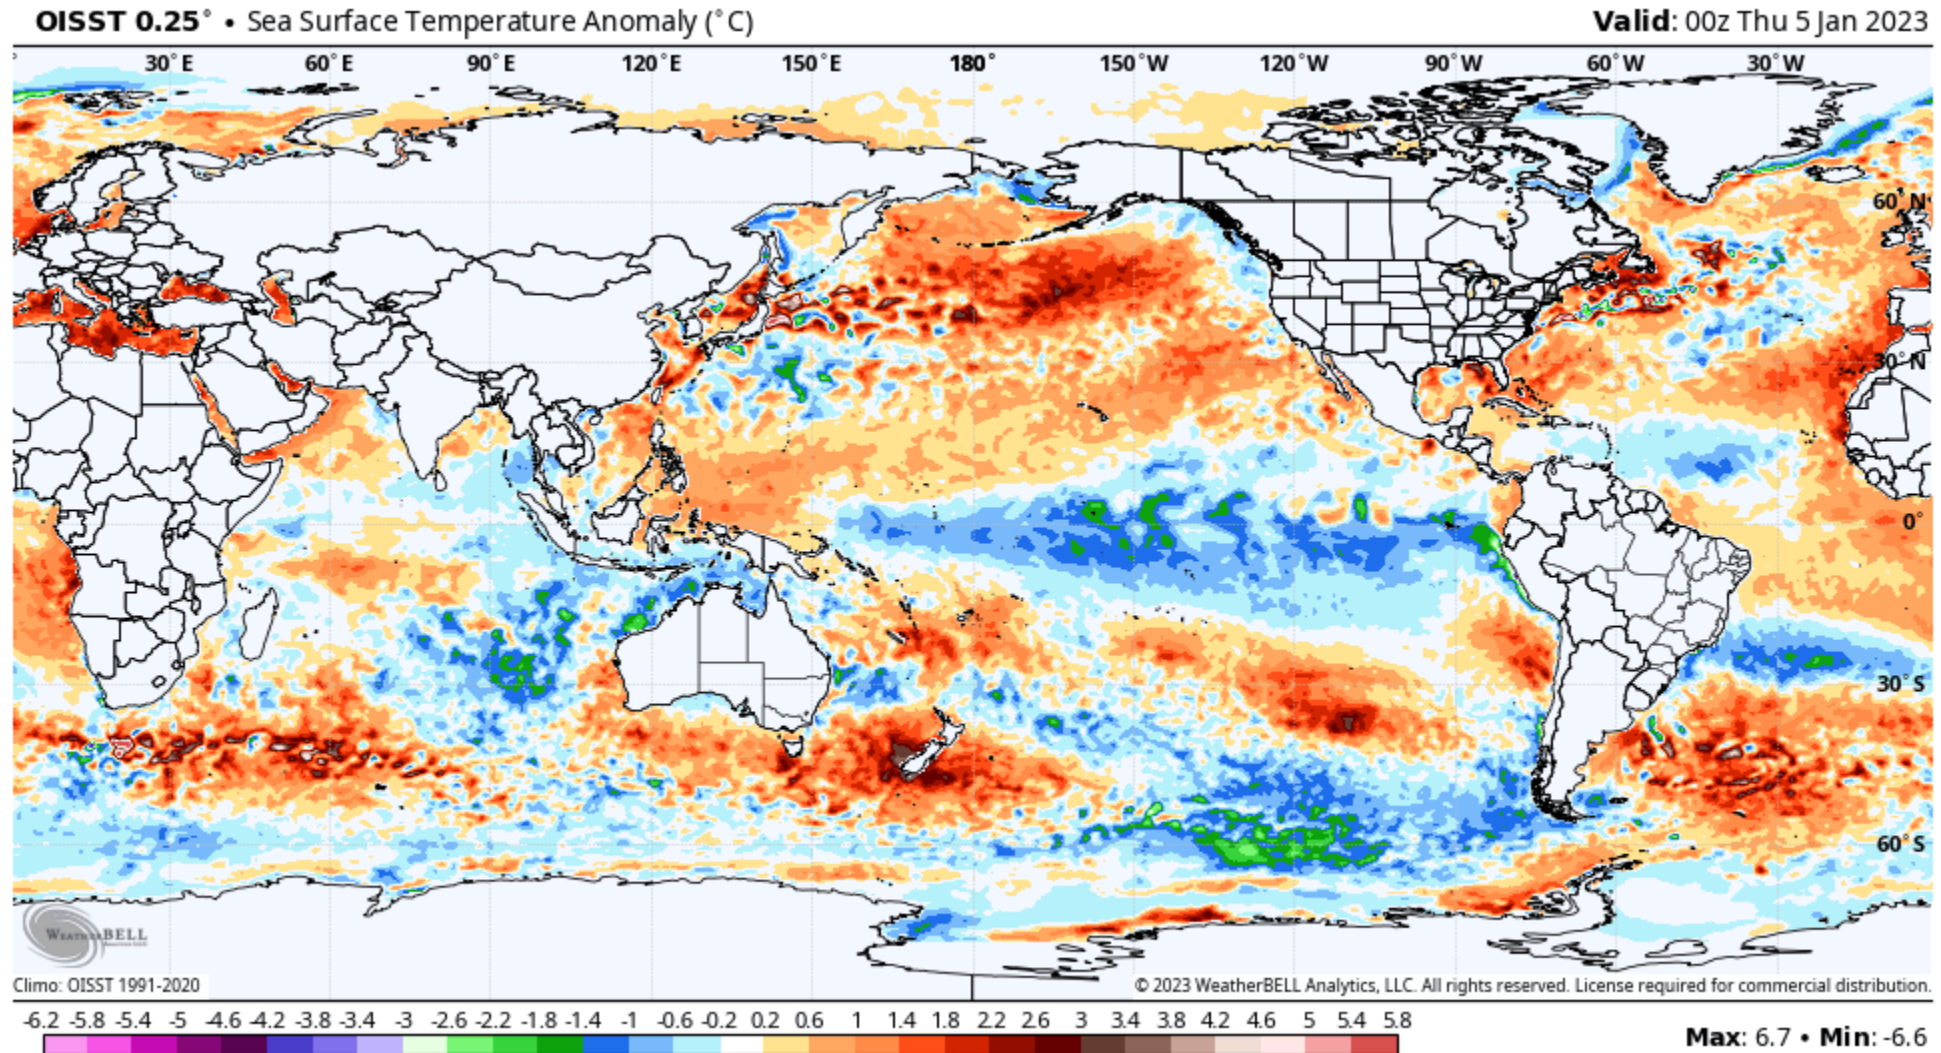 OISST 0.25° • Sea Surface Temperature Anomaly (°C)
Valid: 00z Thu 5 Jan 2023
30°E 60°E 90°E 120°E 150°E 180° 150°W 120°W 90°W 60°W 30°W
60°N
30°N
0°
30°S
60°S
WEATHERBELL
Climo: OISST 1991-2020
© 2023 WeatherBELL Analytics, LLC. All rights reserved. License required for commercial distribution.
-6.2 -5.8 -5.4 -5 -4.6 -4.2 -3.8 -3.4 -3 -2.6 -2.2 -1.8 -1.4 -1 -0.6 -0.2 0.2 0.6 1 1.4 1.8 2.2 2.6 3 3.4 3.8 4.2 4.6 5 5.4 5.8
Max: 6.7 • Min: -6.6